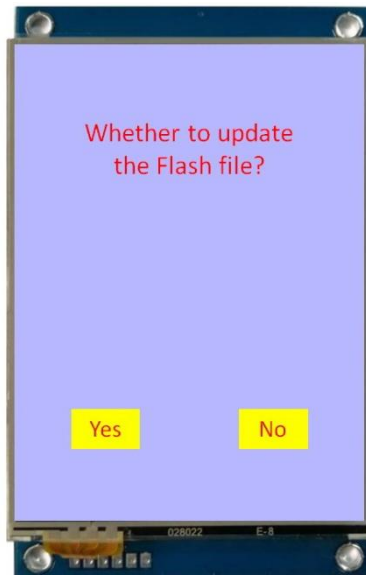 Whether to update
the Flash file?
Yes
No
028022
E-8